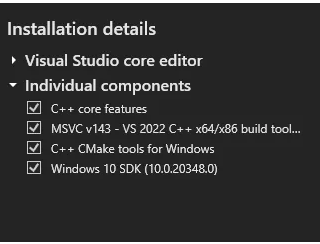 Installation details
Visual Studio core editor
Individual components
C++ core features
MSVC v143 - VS 2022 C++ x64/x86 build tool...
C++ CMake tools for Windows
Windows 10 SDK (10.0.20348.0)